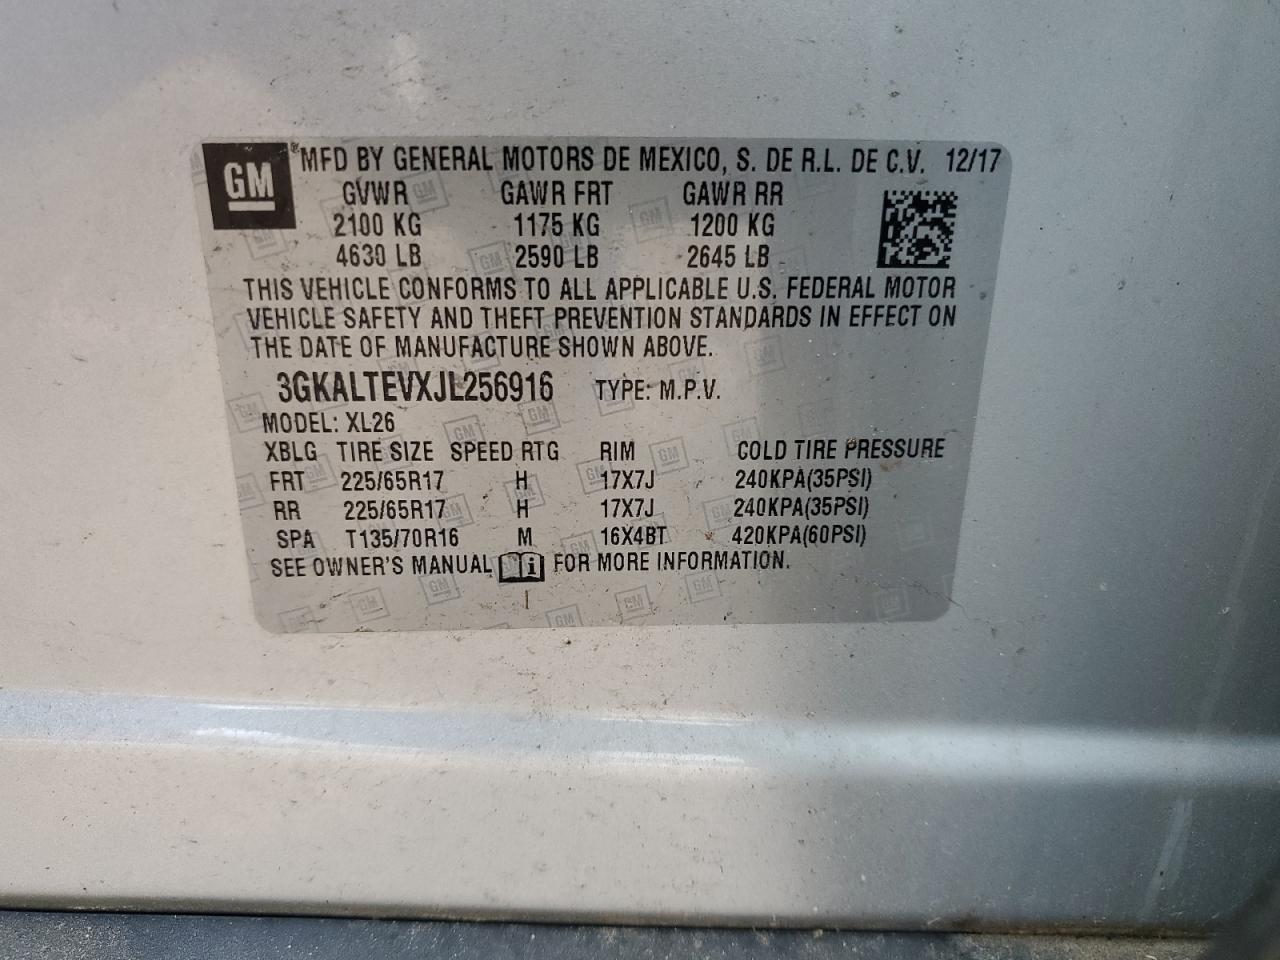 GM ® MFD BY GENERAL MOTORS DE MEXICO, S. DE R.L. DE C.V. 12/17
GVWR GAWR FRT GAWR RR
2100 KG 1175 KG 1200 KG
4630 LB 2590 LB 2645 LB
THIS VEHICLE CONFORMS TO ALL APPLICABLE U.S. FEDERAL MOTOR
VEHICLE SAFETY AND THEFT PREVENTION STANDARDS IN EFFECT ON
THE DATE OF MANUFACTURE SHOWN ABOVE.
3GKALTEVXJL256916 TYPE: M.P.V.
MODEL: XL26
XBLG TIRE SIZE SPEED RTG RIM COLD TIRE PRESSURE
FRT 225/65R17 H 17X7J 240KPA(35PSI)
RR 225/65R17 H 17X7J 240KPA(35PSI)
SPA T135/70R16 M 16X4BT 420KPA(60PSI)
SEE OWNER'S MANUAL FOR MORE INFORMATION.